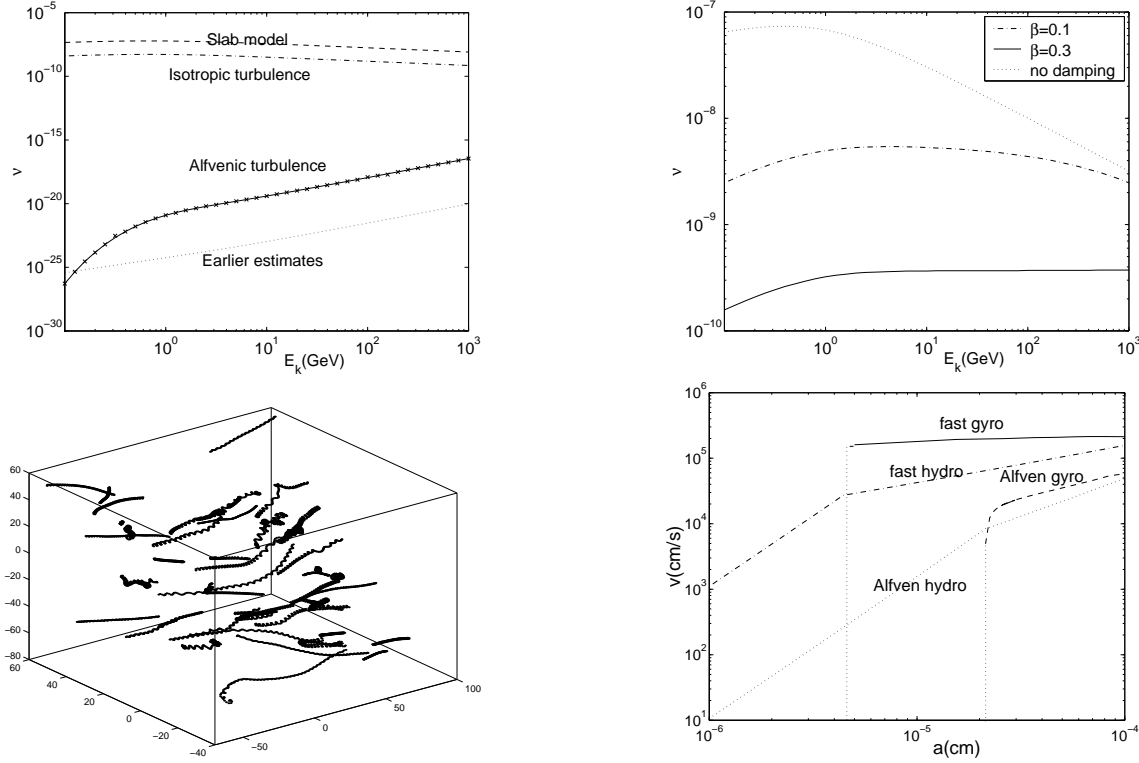 10^-5
10^-10
10^-15
10^-20
10^-25
10^-30
ν
Slab model
Isotropic turbulence
Alfvenic turbulence
Earlier estimates
10^0
10^1
10^2
10^3
E_k(GeV)
10^-7
10^-8
10^-9
10^-10
ν
β=0.1
β=0.3
no damping
10^0
10^1
10^2
10^3
E_k(GeV)
60
40
20
0
−20
−40
−60
−80
60
40
20
0
−20
−40
−50
0
50
100
10^6
10^5
10^4
10^3
10^2
10^1
v(cm/s)
fast gyro
fast hydro
Alfven gyro
Alfven hydro
10^-6
10^-5
10^-4
a(cm)